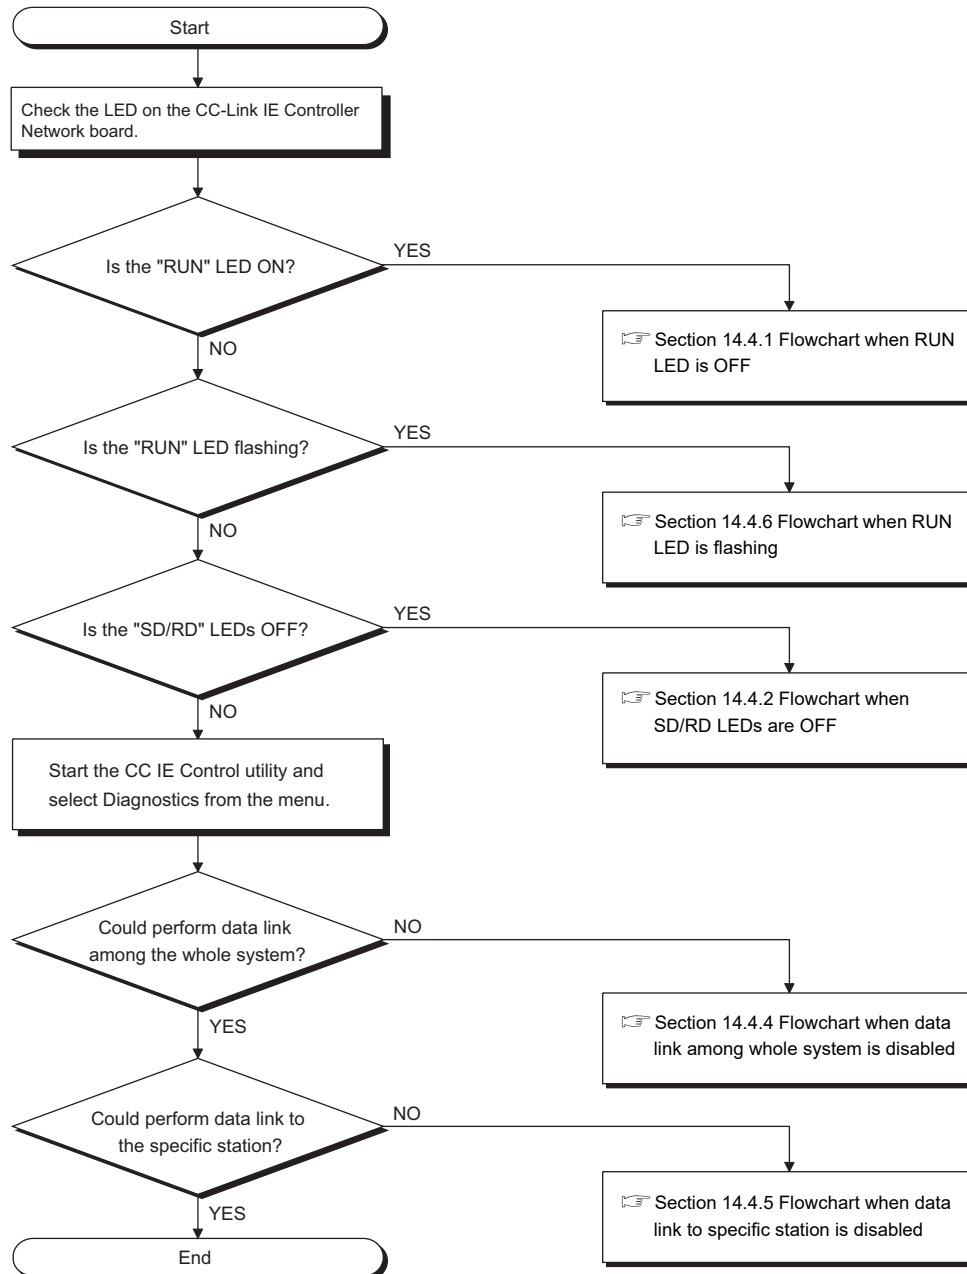 Start
Check the LED on the CC-Link IE Controller
Network board.
Is the "RUN" LED ON?
YES
Section 14.4.1 Flowchart when RUN
LED is OFF
NO
Is the "RUN" LED flashing?
YES
Section 14.4.6 Flowchart when RUN
LED is flashing
NO
Is the "SD/RD" LEDs OFF?
YES
Section 14.4.2 Flowchart when
SD/RD LEDs are OFF
NO
Start the CC IE Control utility and
select Diagnostics from the menu.
Could perform data link
among the whole system?
NO
Section 14.4.4 Flowchart when data
link among whole system is disabled
YES
Could perform data link to
the specific station?
NO
Section 14.4.5 Flowchart when data
link to specific station is disabled
YES
End